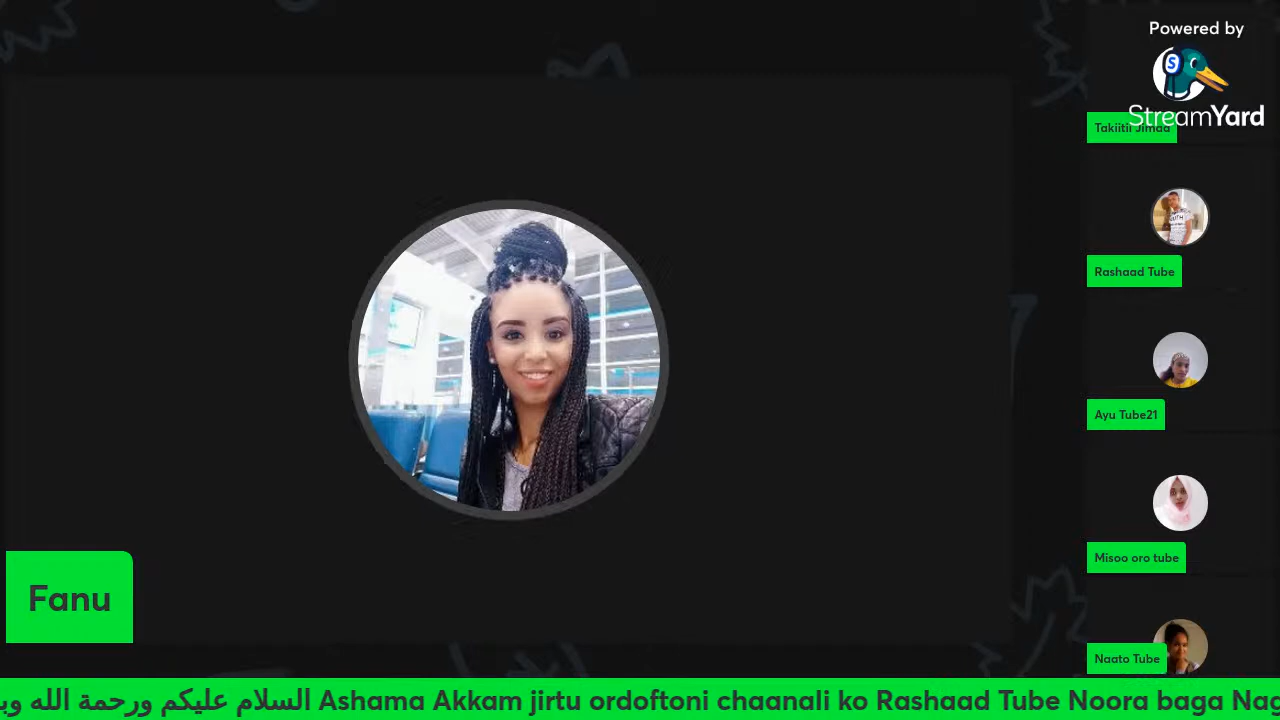 Powered by
StreamYard
Takiitii Jimaa
Rashaad Tube
Ayu Tube21
Misoo oro tube
Fanu
Naato Tube
السلام عليكم ورحمة الله Ashama Akkam jirtu ordoftoni chaanali ko Rashaad Tube Noora baga